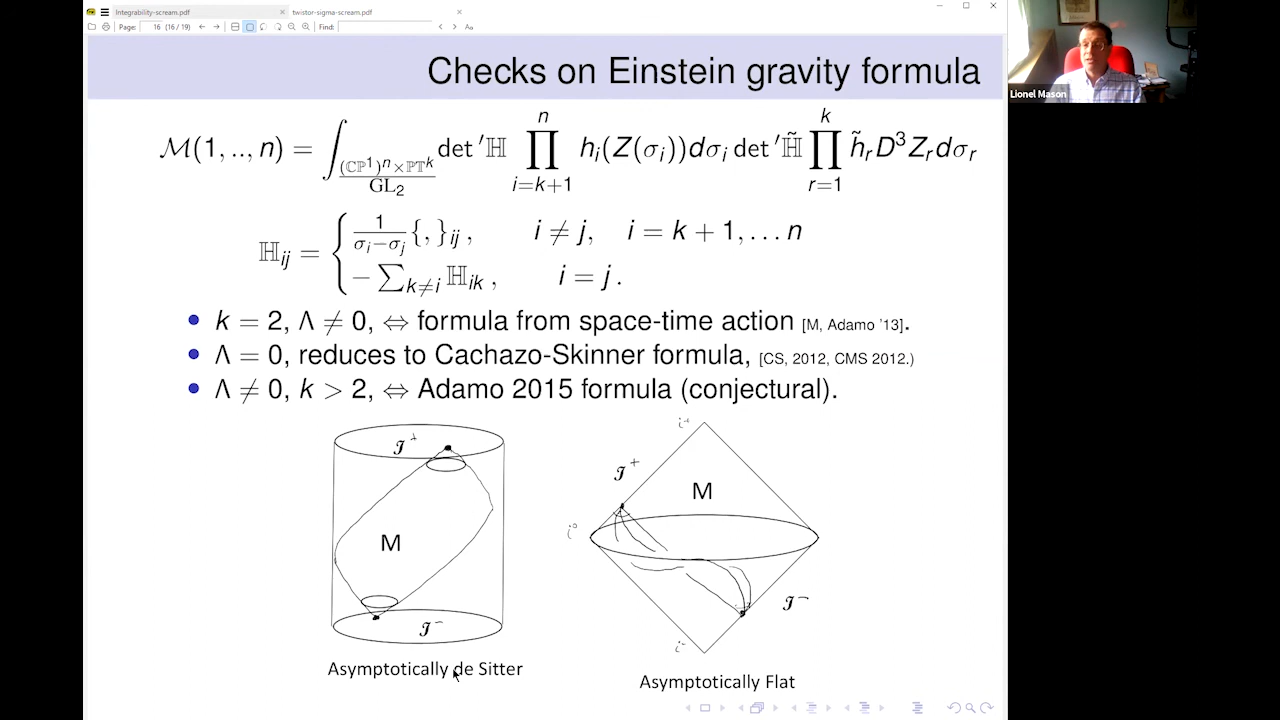 Integrability-scream.pdf × twistor-sigma-scream.pdf ×
Page: 16 (16 / 19) Find: Aa
Lionel Mason
Checks on Einstein gravity formula
ℳ(1, .., n) = ∫_{(ℂℙ¹)ⁿ×ℙ𝕋ᵏ / GL₂} det ′ℍ ∏_{i=k+1}^{n} hᵢ(Z(σᵢ))dσᵢ det ′ℍ̃ ∏_{r=1}^{k} h̃ᵣD³Zᵣdσᵣ
ℍᵢⱼ = { 1/(σᵢ−σⱼ) {, }ᵢⱼ , i ≠ j, i = k + 1, . . . n
− ∑_{k≠i} ℍᵢₖ , i = j .
• k = 2, Λ ≠ 0, ⇔ formula from space-time action [M, Adamo '13].
• Λ = 0, reduces to Cachazo-Skinner formula, [CS, 2012, CMS 2012.)
• Λ ≠ 0, k > 2, ⇔ Adamo 2015 formula (conjectural).
𝓘⁺
M
𝓘⁻
Asymptotically de Sitter
i⁺
𝓘⁺
M
i⁰
𝓘⁻
i⁻
Asymptotically Flat